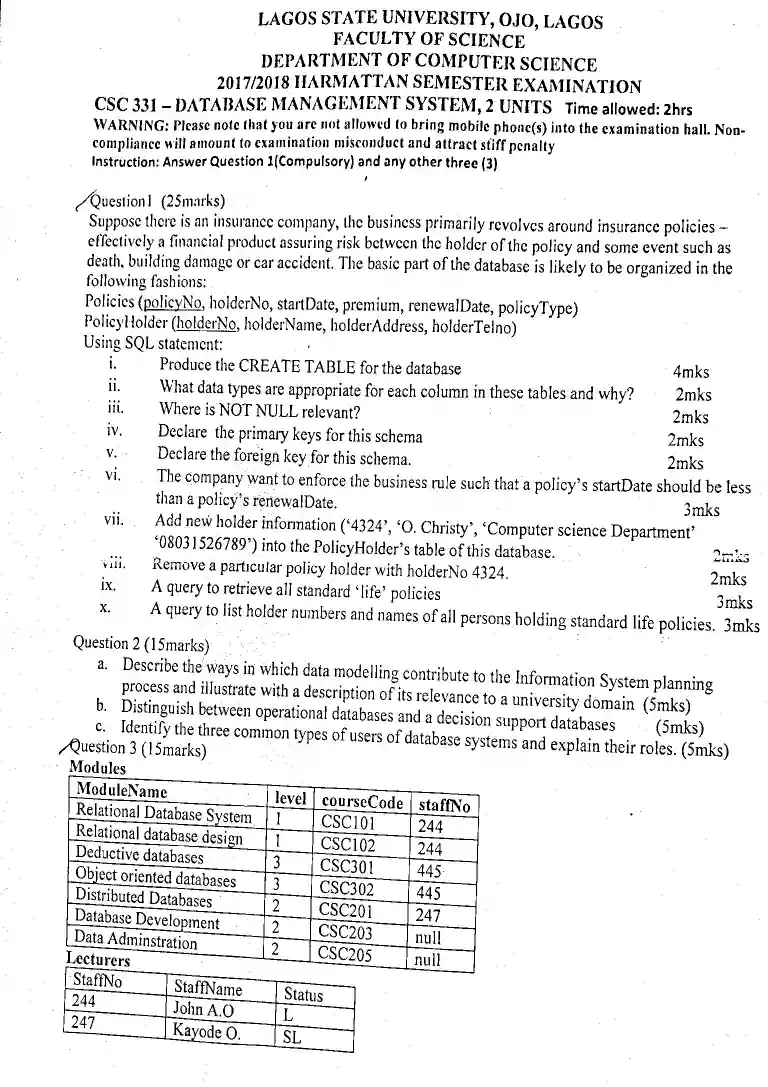 LAGOS STATE UNIVERSITY, OJO, LAGOS
FACULTY OF SCIENCE
DEPARTMENT OF COMPUTER SCIENCE
2017/2018 HARMATTAN SEMESTER EXAMINATION
CSC 331 – DATABASE MANAGEMENT SYSTEM, 2 UNITS Time allowed: 2hrs
WARNING: Please note that you are not allowed to bring mobile phone(s) into the examination hall. Non-
compliance will amount to examination misconduct and attract stiff penalty
Instruction: Answer Question 1(Compulsory) and any other three (3)
Question1 (25marks)
Suppose there is an insurance company, the business primarily revolves around insurance policies –
effectively a financial product assuring risk between the holder of the policy and some event such as
death, building damage or car accident. The basic part of the database is likely to be organized in the
following fashions:
Policies (policyNo, holderNo, startDate, premium, renewalDate, policyType)
PolicyHolder (holderNo, holderName, holderAddress, holderTelno)
Using SQL statement:
i. Produce the CREATE TABLE for the database 4mks
ii. What data types are appropriate for each column in these tables and why? 2mks
iii. Where is NOT NULL relevant? 2mks
iv. Declare the primary keys for this schema 2mks
v. Declare the foreign key for this schema. 2mks
vi. The company want to enforce the business rule such that a policy's startDate should be less
than a policy's renewalDate. 3mks
vii. Add new holder information ('4324', 'O. Christy', 'Computer science Department'
'08031526789') into the PolicyHolder's table of this database. 2mks
viii. Remove a particular policy holder with holderNo 4324. 2mks
ix. A query to retrieve all standard 'life' policies 3mks
x. A query to list holder numbers and names of all persons holding standard life policies. 3mks
Question 2 (15marks)
a. Describe the ways in which data modelling contribute to the Information System planning
process and illustrate with a description of its relevance to a university domain (5mks)
b. Distinguish between operational databases and a decision support databases (5mks)
c. Identify the three common types of users of database systems and explain their roles. (5mks)
Question 3 (15marks)
Modules
ModuleName level courseCode staffNo
Relational Database System 1 CSC101 244
Relational database design 1 CSC102 244
Deductive databases 3 CSC301 445
Object oriented databases 3 CSC302 445
Distributed Databases 2 CSC201 247
Database Development 2 CSC203 null
Data Adminstration 2 CSC205 null
Lecturers
StaffNo StaffName Status
244 John A.O L
247 Kayode O. SL